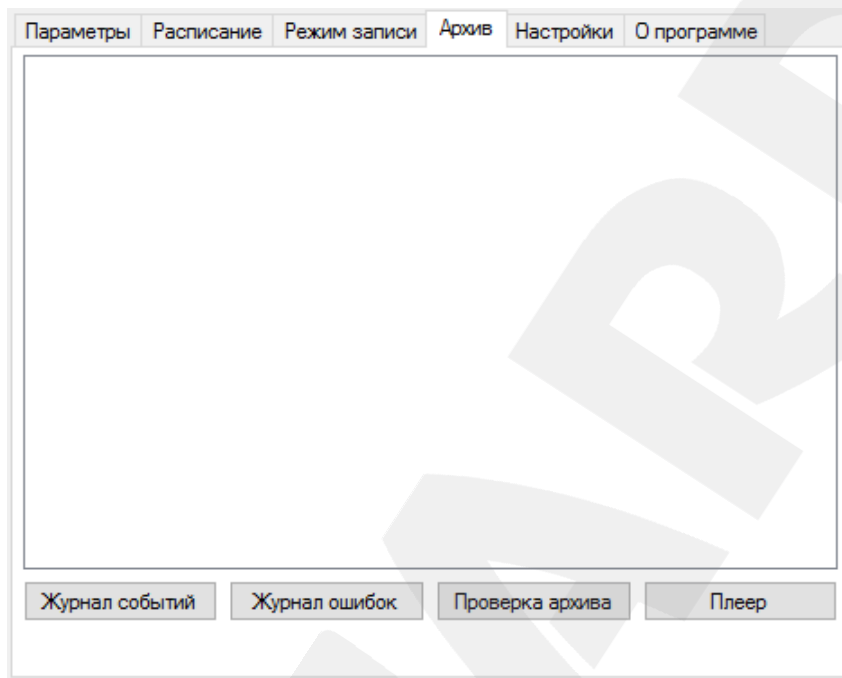 Параметры Расписание Режим записи Архив Настройки О программе
Журнал событий Журнал ошибок Проверка архива Плеер